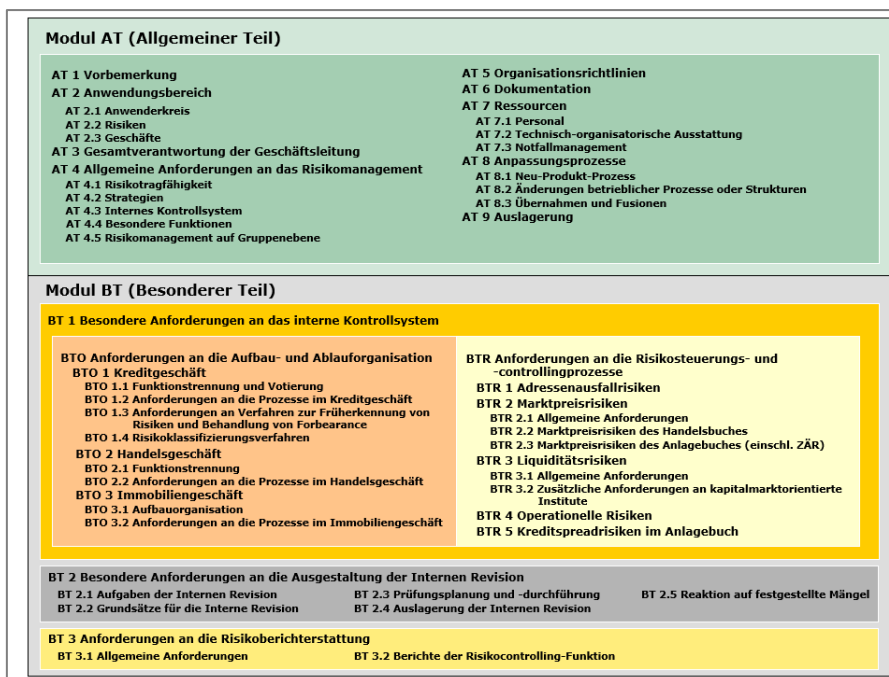 Modul AT (Allgemeiner Teil)
AT 1 Vorbemerkung
AT 2 Anwendungsbereich
AT 2.1 Anwenderkreis
AT 2.2 Risiken
AT 2.3 Geschäfte
AT 3 Gesamtverantwortung der Geschäftsleitung
AT 4 Allgemeine Anforderungen an das Risikomanagement
AT 4.1 Risikotragfähigkeit
AT 4.2 Strategien
AT 4.3 Internes Kontrollsystem
AT 4.4 Besondere Funktionen
AT 4.5 Risikomanagement auf Gruppenebene
AT 5 Organisationsrichtlinien
AT 6 Dokumentation
AT 7 Ressourcen
AT 7.1 Personal
AT 7.2 Technisch-organisatorische Ausstattung
AT 7.3 Notfallmanagement
AT 8 Anpassungsprozesse
AT 8.1 Neu-Produkt-Prozess
AT 8.2 Änderungen betrieblicher Prozesse oder Strukturen
AT 8.3 Übernahmen und Fusionen
AT 9 Auslagerung
Modul BT (Besonderer Teil)
BT 1 Besondere Anforderungen an das interne Kontrollsystem
BTO Anforderungen an die Aufbau- und Ablauforganisation
BTO 1 Kreditgeschäft
BTO 1.1 Funktionstrennung und Votierung
BTO 1.2 Anforderungen an die Prozesse im Kreditgeschäft
BTO 1.3 Anforderungen an Verfahren zur Früherkennung von
Risiken und Behandlung von Forbearance
BTO 1.4 Risikoklassifizierungsverfahren
BTO 2 Handelsgeschäft
BTO 2.1 Funktionstrennung
BTO 2.2 Anforderungen an die Prozesse im Handelsgeschäft
BTO 3 Immobiliengeschäft
BTO 3.1 Aufbauorganisation
BTO 3.2 Anforderungen an die Prozesse im Immobiliengeschäft
BTR Anforderungen an die Risikosteuerungs- und
-controllingprozesse
BTR 1 Adressenausfallrisiken
BTR 2 Marktpreisrisiken
BTR 2.1 Allgemeine Anforderungen
BTR 2.2 Marktpreisrisiken des Handelsbuches
BTR 2.3 Marktpreisrisiken des Anlagebuches (einschl. ZÄR)
BTR 3 Liquiditätsrisiken
BTR 3.1 Allgemeine Anforderungen
BTR 3.2 Zusätzliche Anforderungen an kapitalmarktorientierte
Institute
BTR 4 Operationelle Risiken
BTR 5 Kreditspreadrisiken im Anlagebuch
BT 2 Besondere Anforderungen an die Ausgestaltung der Internen Revision
BT 2.1 Aufgaben der Internen Revision
BT 2.2 Grundsätze für die Interne Revision
BT 2.3 Prüfungsplanung und -durchführung
BT 2.4 Auslagerung der Internen Revision
BT 2.5 Reaktion auf festgestellte Mängel
BT 3 Anforderungen an die Risikoberichterstattung
BT 3.1 Allgemeine Anforderungen
BT 3.2 Berichte der Risikocontrolling-Funktion